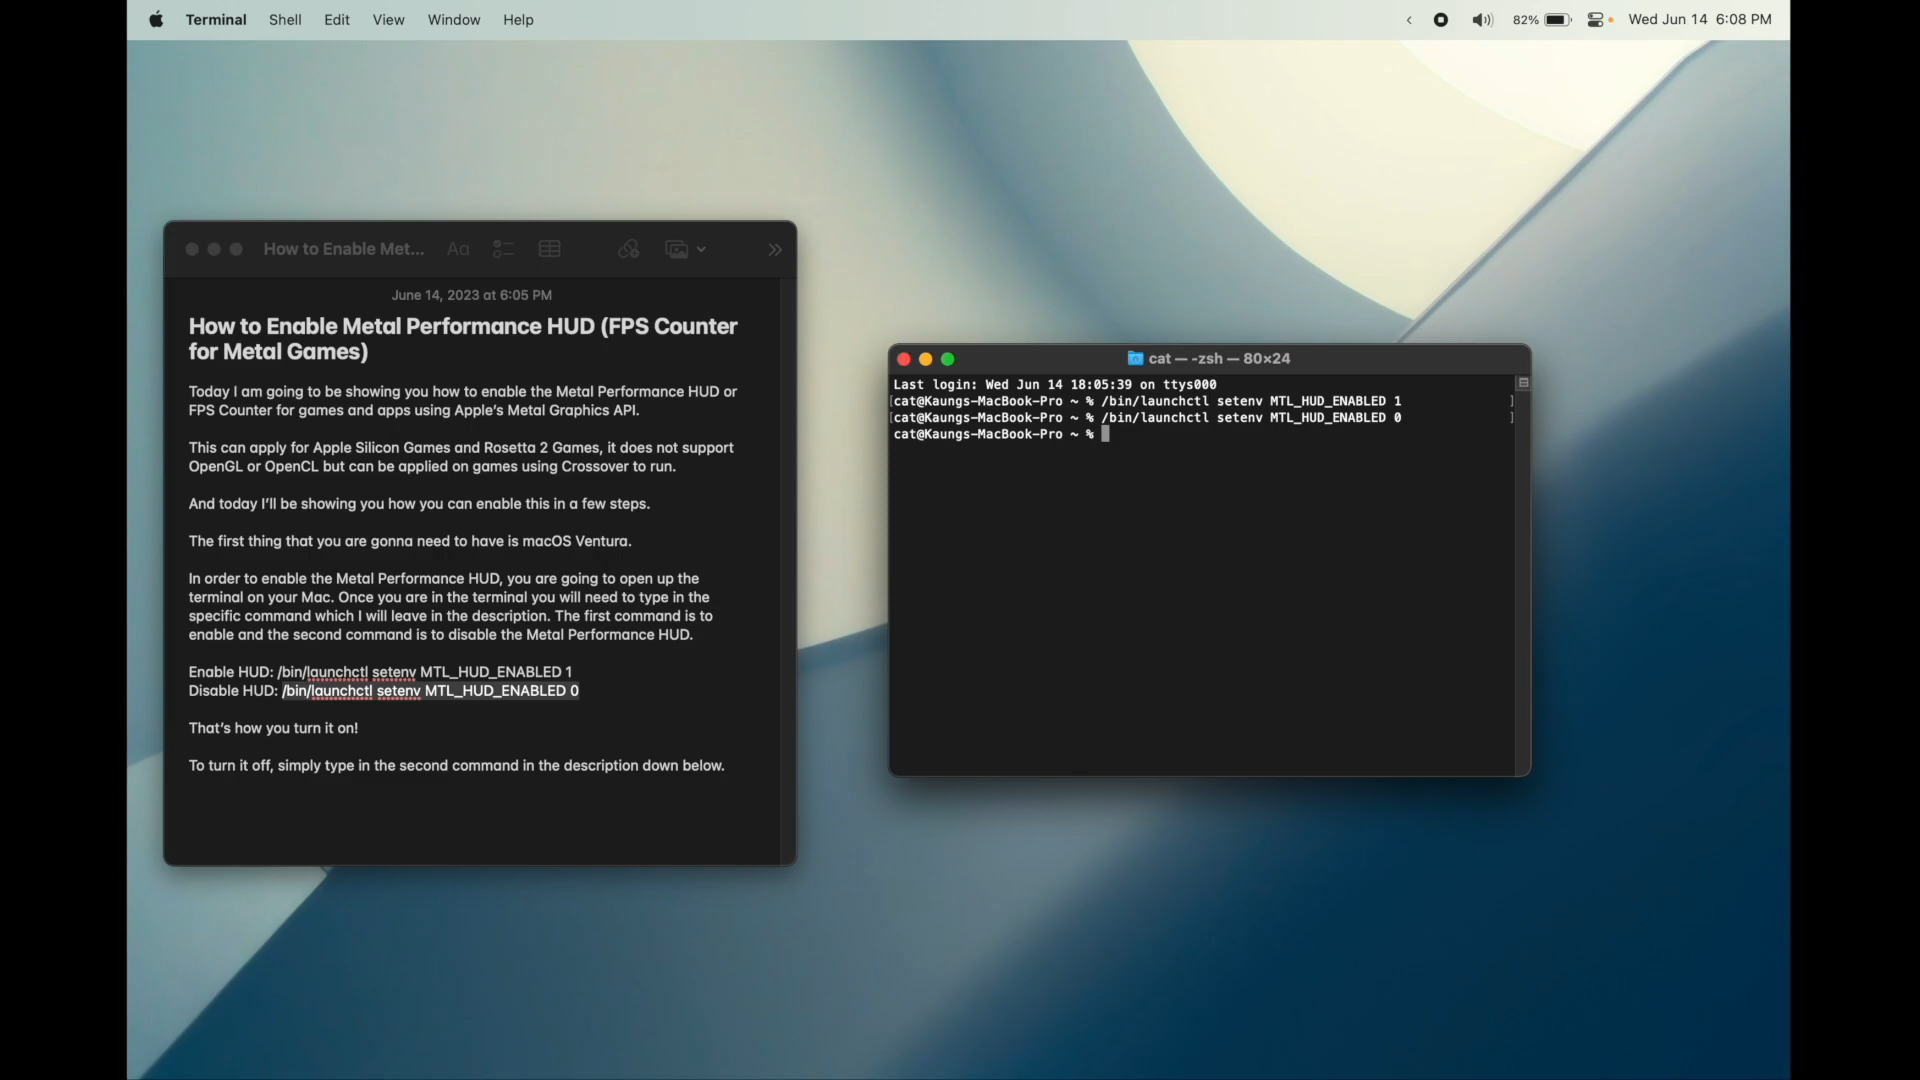 Terminal Shell Edit View Window Help
82% Wed Jun 14 6:08 PM
How to Enable Met...
Aa
June 14, 2023 at 6:05 PM
How to Enable Metal Performance HUD (FPS Counter
for Metal Games)
Today I am going to be showing you how to enable the Metal Performance HUD or
FPS Counter for games and apps using Apple's Metal Graphics API.
This can apply for Apple Silicon Games and Rosetta 2 Games, it does not support
OpenGL or OpenCL but can be applied on games using Crossover to run.
And today I'll be showing you how you can enable this in a few steps.
The first thing that you are gonna need to have is macOS Ventura.
In order to enable the Metal Performance HUD, you are going to open up the
terminal on your Mac. Once you are in the terminal you will need to type in the
specific command which I will leave in the description. The first command is to
enable and the second command is to disable the Metal Performance HUD.
Enable HUD: /bin/launchctl setenv MTL_HUD_ENABLED 1
Disable HUD: /bin/launchctl setenv MTL_HUD_ENABLED 0
That's how you turn it on!
To turn it off, simply type in the second command in the description down below.
cat — -zsh — 80×24
Last login: Wed Jun 14 18:05:39 on ttys000
[cat@Kaungs-MacBook-Pro ~ % /bin/launchctl setenv MTL_HUD_ENABLED 1 ]
[cat@Kaungs-MacBook-Pro ~ % /bin/launchctl setenv MTL_HUD_ENABLED 0 ]
cat@Kaungs-MacBook-Pro ~ %